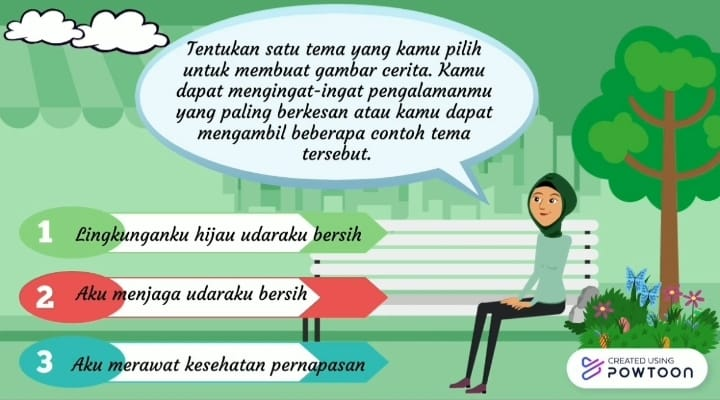 Tentukan satu tema yang kamu pilih
untuk membuat gambar cerita. Kamu
dapat mengingat-ingat pengalamanmu
yang paling berkesan atau kamu dapat
mengambil beberapa contoh tema
tersebut.
1 Lingkunganku hijau udaraku bersih
2 Aku menjaga udaraku bersih
3 Aku merawat kesehatan pernapasan
CREATED USING
POWTOON